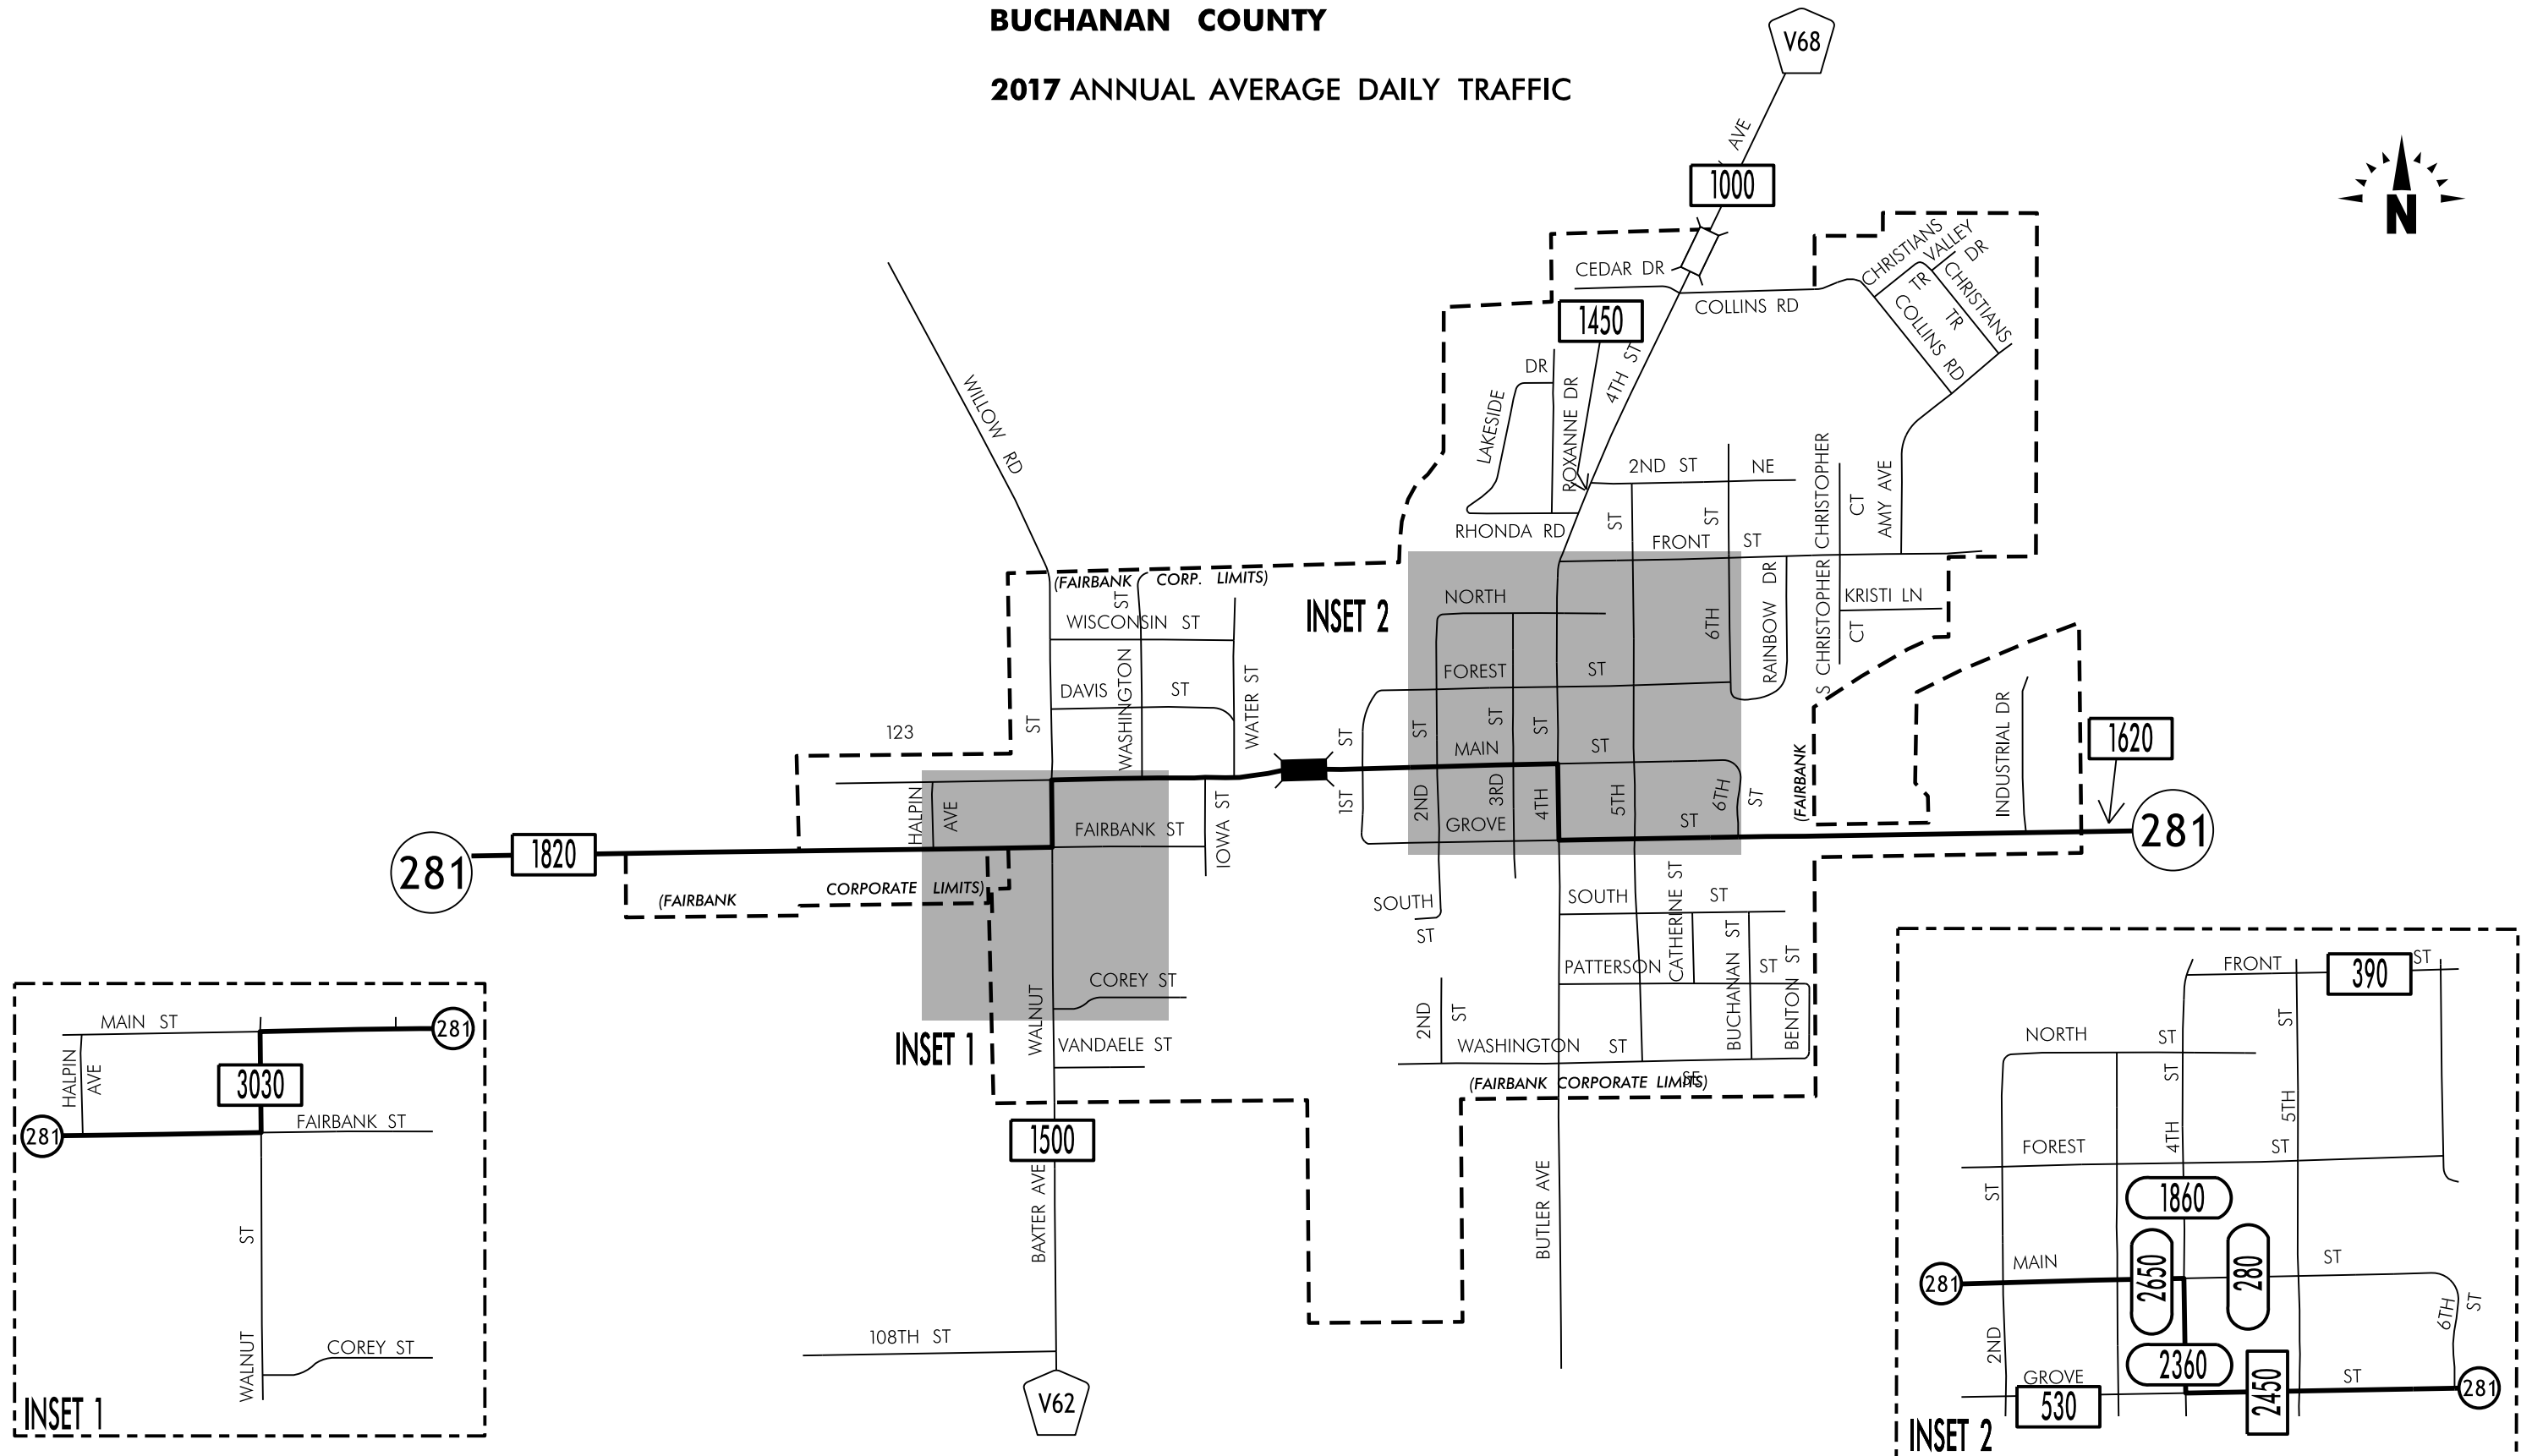 BUCHANAN COUNTY
2017 ANNUAL AVERAGE DAILY TRAFFIC
V68
AVE
1000
N
CEDAR DR
COLLINS RD
CHRISTIANS
VALLEY
DR
TR
CHRISTIANS
TR
COLLINS RD
1450
DR
LAKESIDE
ROXANNE DR
4TH ST
RHONDA RD
2ND ST NE
ST
ST
FRONT ST
CHRISTOPHER
CT
AMY AVE
WILLOW RD
(FAIRBANK CORP. LIMITS)
ST
WISCONSIN ST
WASHINGTON
DAVIS ST
WATER ST
ST
123
INSET 2
NORTH
FOREST ST
6TH
RAINBOW DR
S CHRISTOPHER
S CHRISTOPHER
CT
KRISTI LN
MAIN ST
1ST ST
2ND ST
3RD ST
4TH ST
5TH
6TH ST
GROVE ST
(FAIRBANK
INDUSTRIAL DR
1620
281
281
1820
HALPIN AVE
FAIRBANK ST
IOWA ST
(FAIRBANK CORPORATE LIMITS)
SOUTH
ST
SOUTH ST
CATHERINE ST
PATTERSON ST
BUCHANAN ST
BENTON ST
2ND ST
WASHINGTON ST
SE
(FAIRBANK CORPORATE LIMITS)
COREY ST
WALNUT
VANDAELE ST
INSET 1
1500
BAXTER AVE
BUTLER AVE
108TH ST
V62
MAIN ST
281
HALPIN
AVE
3030
281
FAIRBANK ST
ST
WALNUT
COREY ST
INSET 1
FRONT ST
390
NORTH ST
ST
ST
4TH
5TH
FOREST ST
ST
1860
MAIN ST
281
2650
280
2ND
6TH ST
2360
GROVE ST
530
2450
281
INSET 2